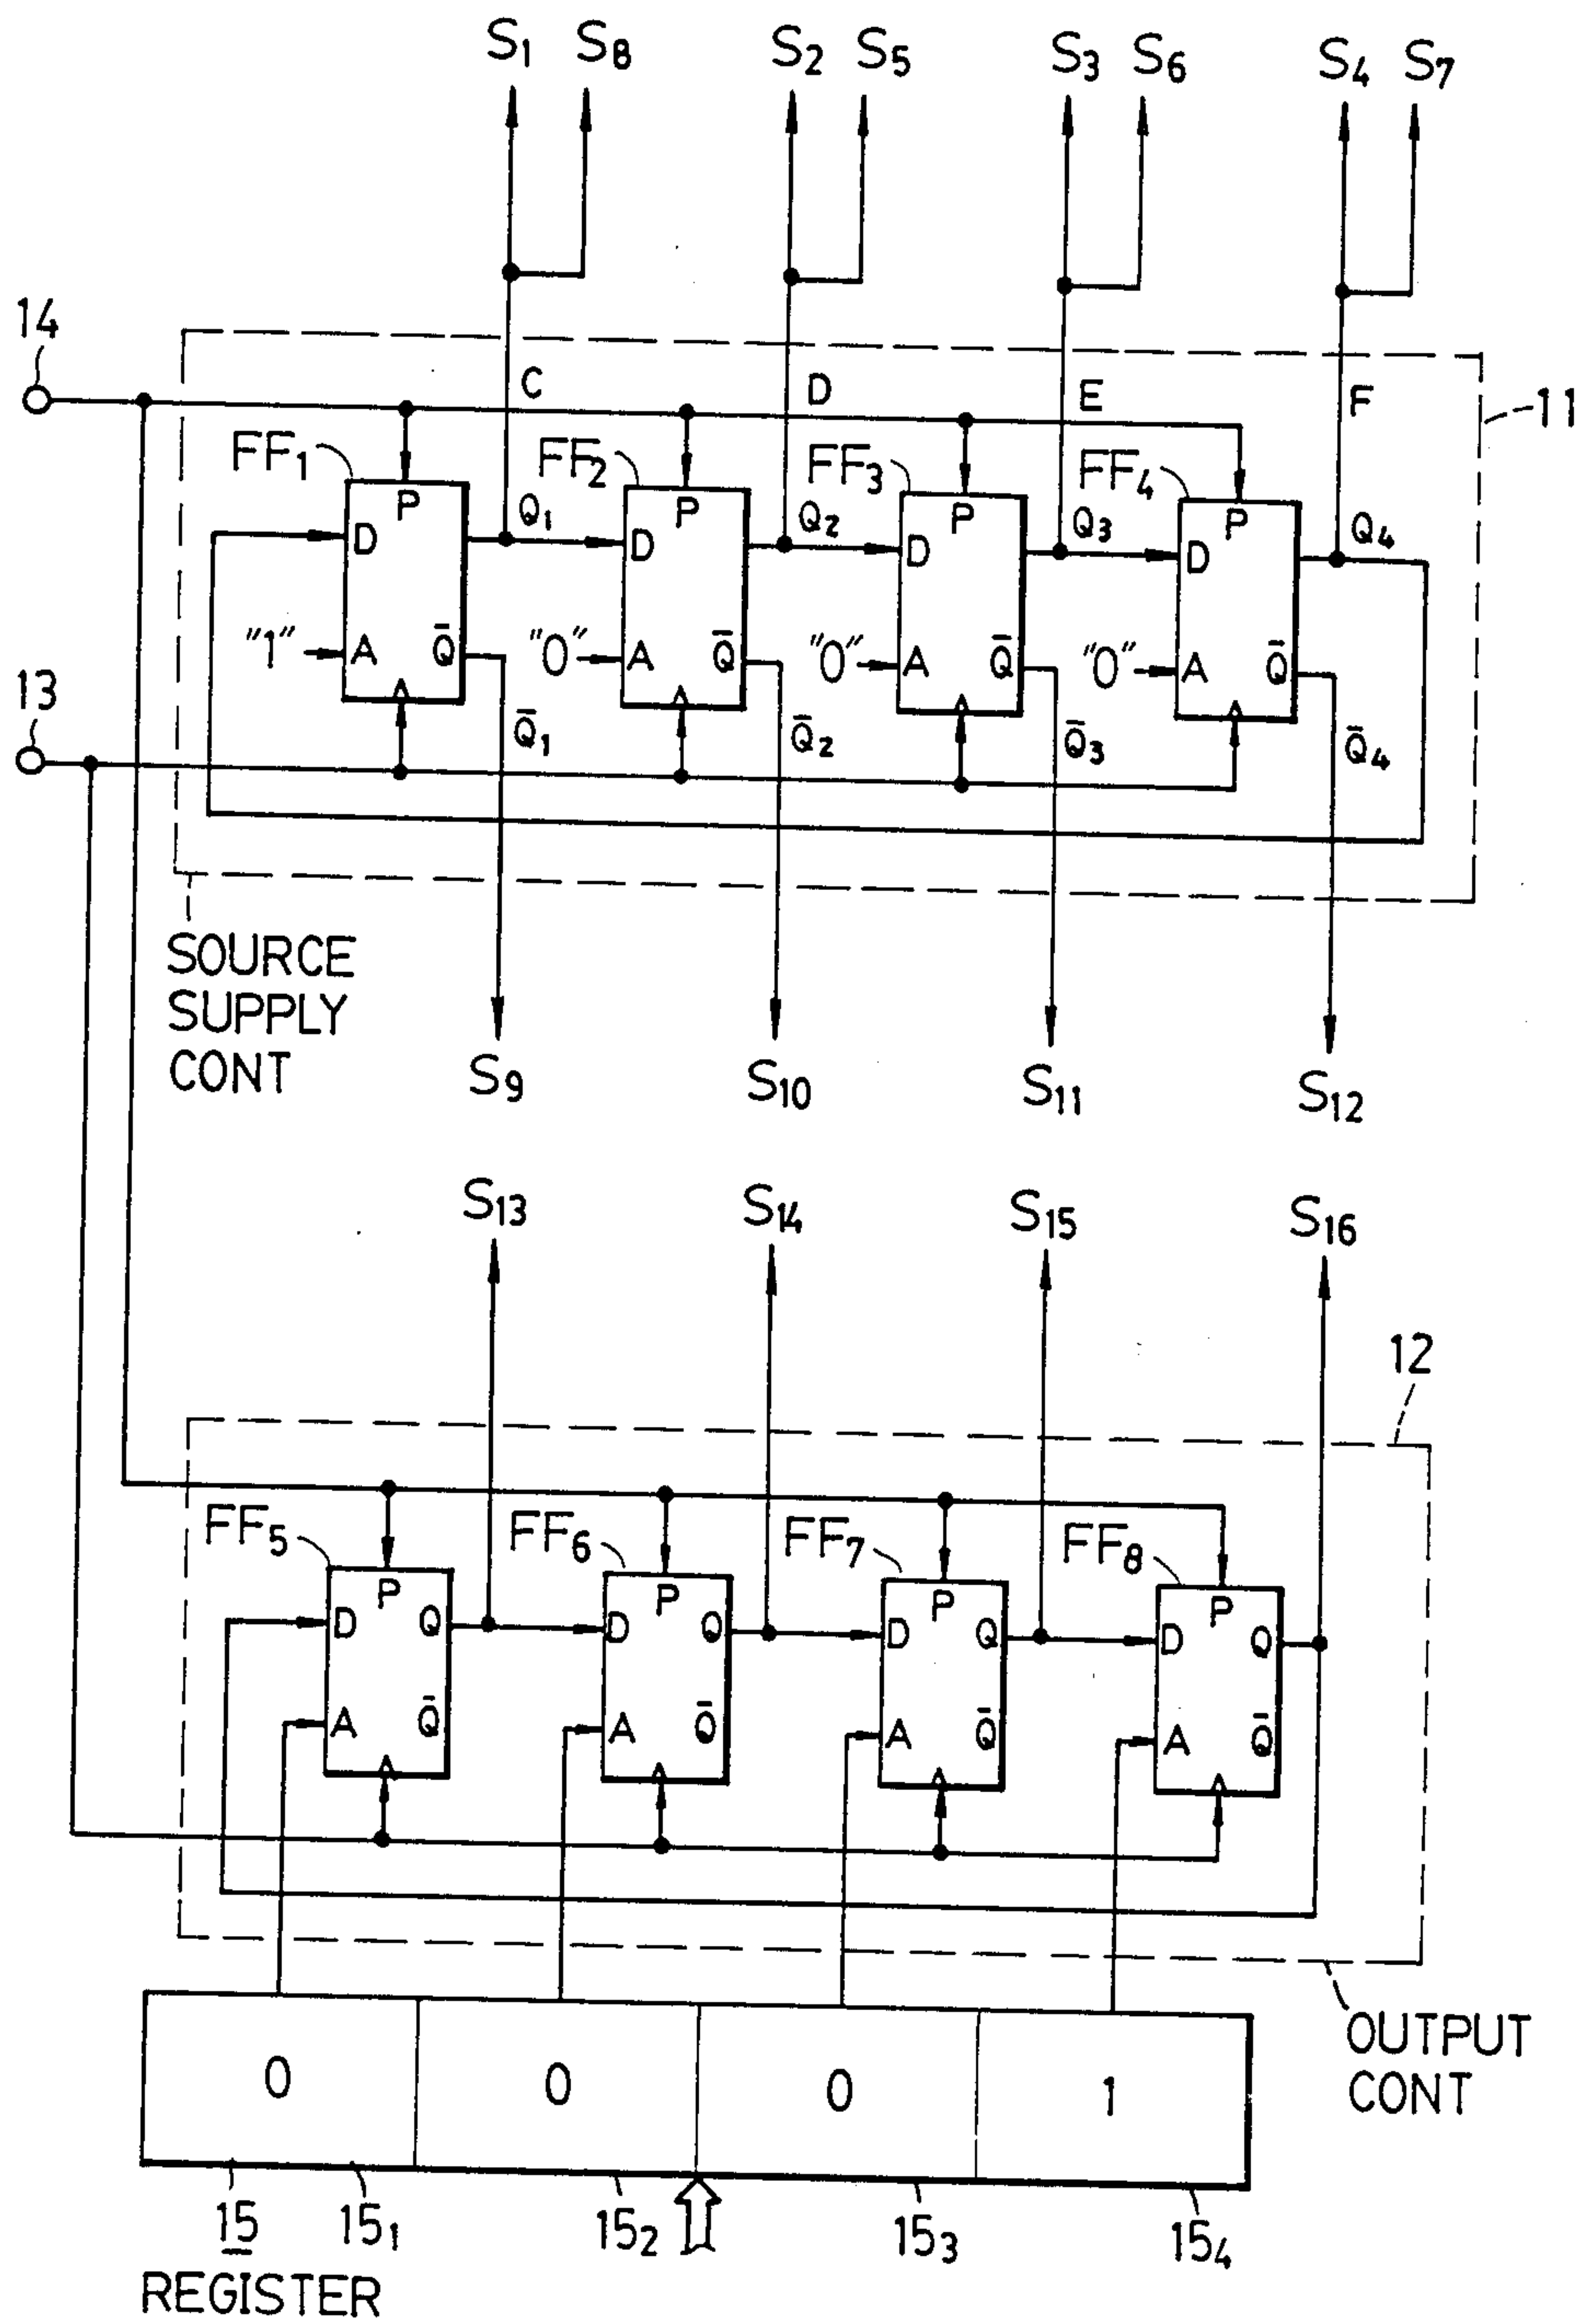 S₁ S₈ S₂ S₅ S₃ S₆ S₄ S₇
14
C D E F
11
FF₁ FF₂ FF₃ FF₄
P P P P
Q₁ Q₂ Q₃ Q₄
D D D D
"1" A Q̄ "0" A Q̄ "0" A Q̄ "0" A Q̄
13
Q̄₁ Q̄₂ Q̄₃ Q̄₄
SOURCE
SUPPLY
CONT
S₉ S₁₀ S₁₁ S₁₂
S₁₃ S₁₄ S₁₅ S₁₆
12
FF₅ FF₆ FF₇ FF₈
P P P P
D Q D Q D Q D Q
A Q̄ A Q̄ A Q̄ A Q̄
OUTPUT
CONT
0 0 0 1
15 15₁ 15₂ 15₃ 15₄
REGISTER